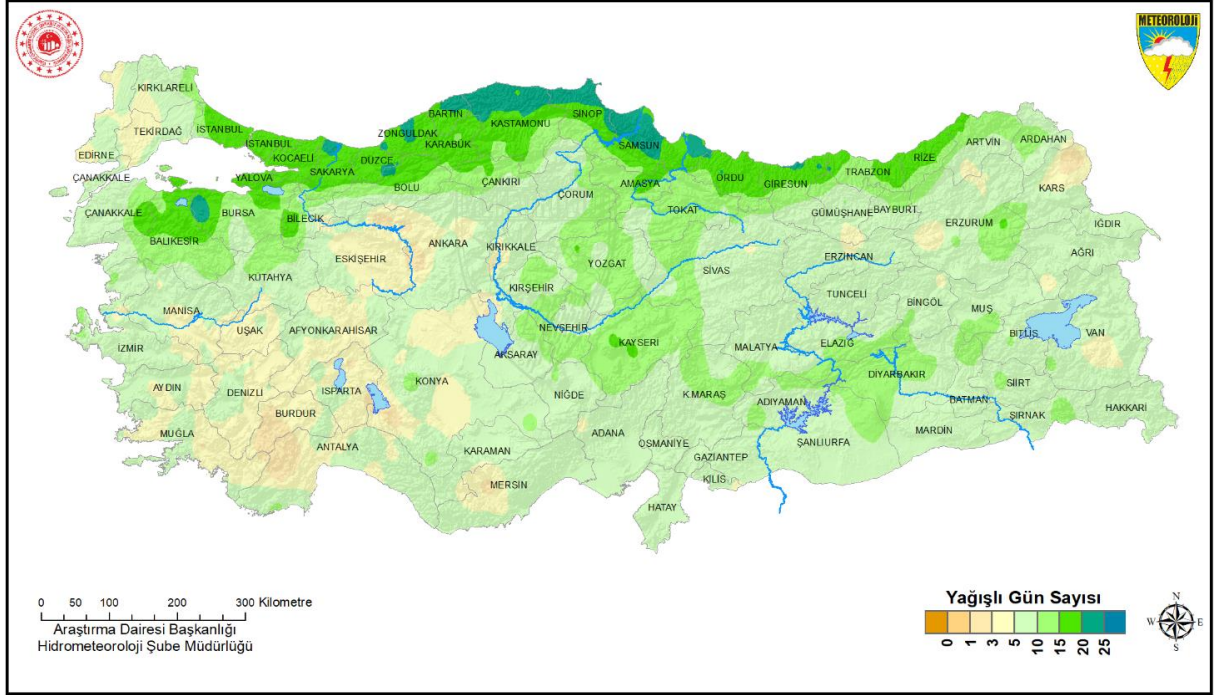 METEOROLOJİ
KIRKLARELİ
TEKİRDAĞ
EDİRNE
İSTANBUL
İSTANBUL
KOCAELİ
YALOVA
SAKARYA
DÜZCE
ZONGULDAK
BARTIN
KARABÜK
KASTAMONU
SİNOP
SAMSUN
ORDU
GİRESUN
TRABZON
RİZE
ARTVİN
ARDAHAN
KARS
ÇANAKKALE
ÇANAKKALE
BALIKESİR
BURSA
BİLECİK
BOLU
ÇANKIRI
ÇORUM
AMASYA
TOKAT
GÜMÜŞHANE
BAYBURT
ERZURUM
IĞDIR
AĞRI
ESKİŞEHİR
ANKARA
KIRIKKALE
YOZGAT
SİVAS
ERZİNCAN
TUNCELİ
BİNGÖL
MUŞ
BİTLİS
VAN
KÜTAHYA
MANİSA
UŞAK
AFYONKARAHİSAR
KIRŞEHİR
NEVŞEHİR
AKSARAY
KAYSERİ
MALATYA
ELAZIĞ
DİYARBAKIR
SİİRT
BATMAN
ŞIRNAK
HAKKARİ
İZMİR
AYDIN
DENİZLİ
ISPARTA
BURDUR
KONYA
NİĞDE
K.MARAŞ
ADIYAMAN
MARDİN
ŞANLIURFA
MUĞLA
ANTALYA
KARAMAN
MERSİN
ADANA
OSMANİYE
GAZİANTEP
KİLİS
HATAY
0 50 100 200 300 Kilometre
Araştırma Dairesi Başkanlığı
Hidrometeoroloji Şube Müdürlüğü
Yağışlı Gün Sayısı
0 1 3 5 10 15 20 25
N
W E
S